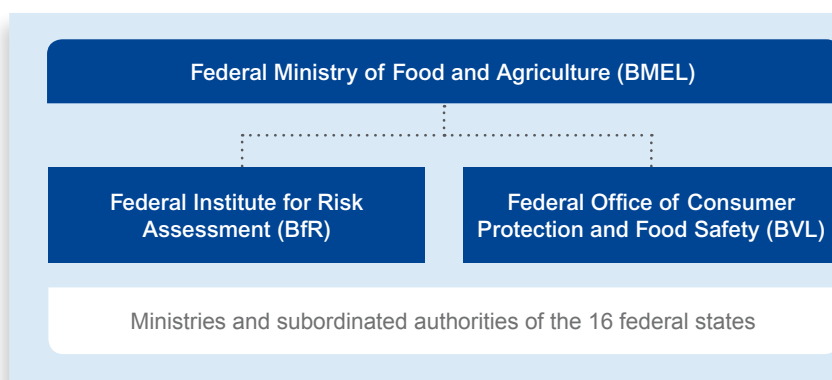 Federal Ministry of Food and Agriculture (BMEL)
Federal Institute for Risk
Assessment (BfR)
Federal Office of Consumer
Protection and Food Safety (BVL)
Ministries and subordinated authorities of the 16 federal states